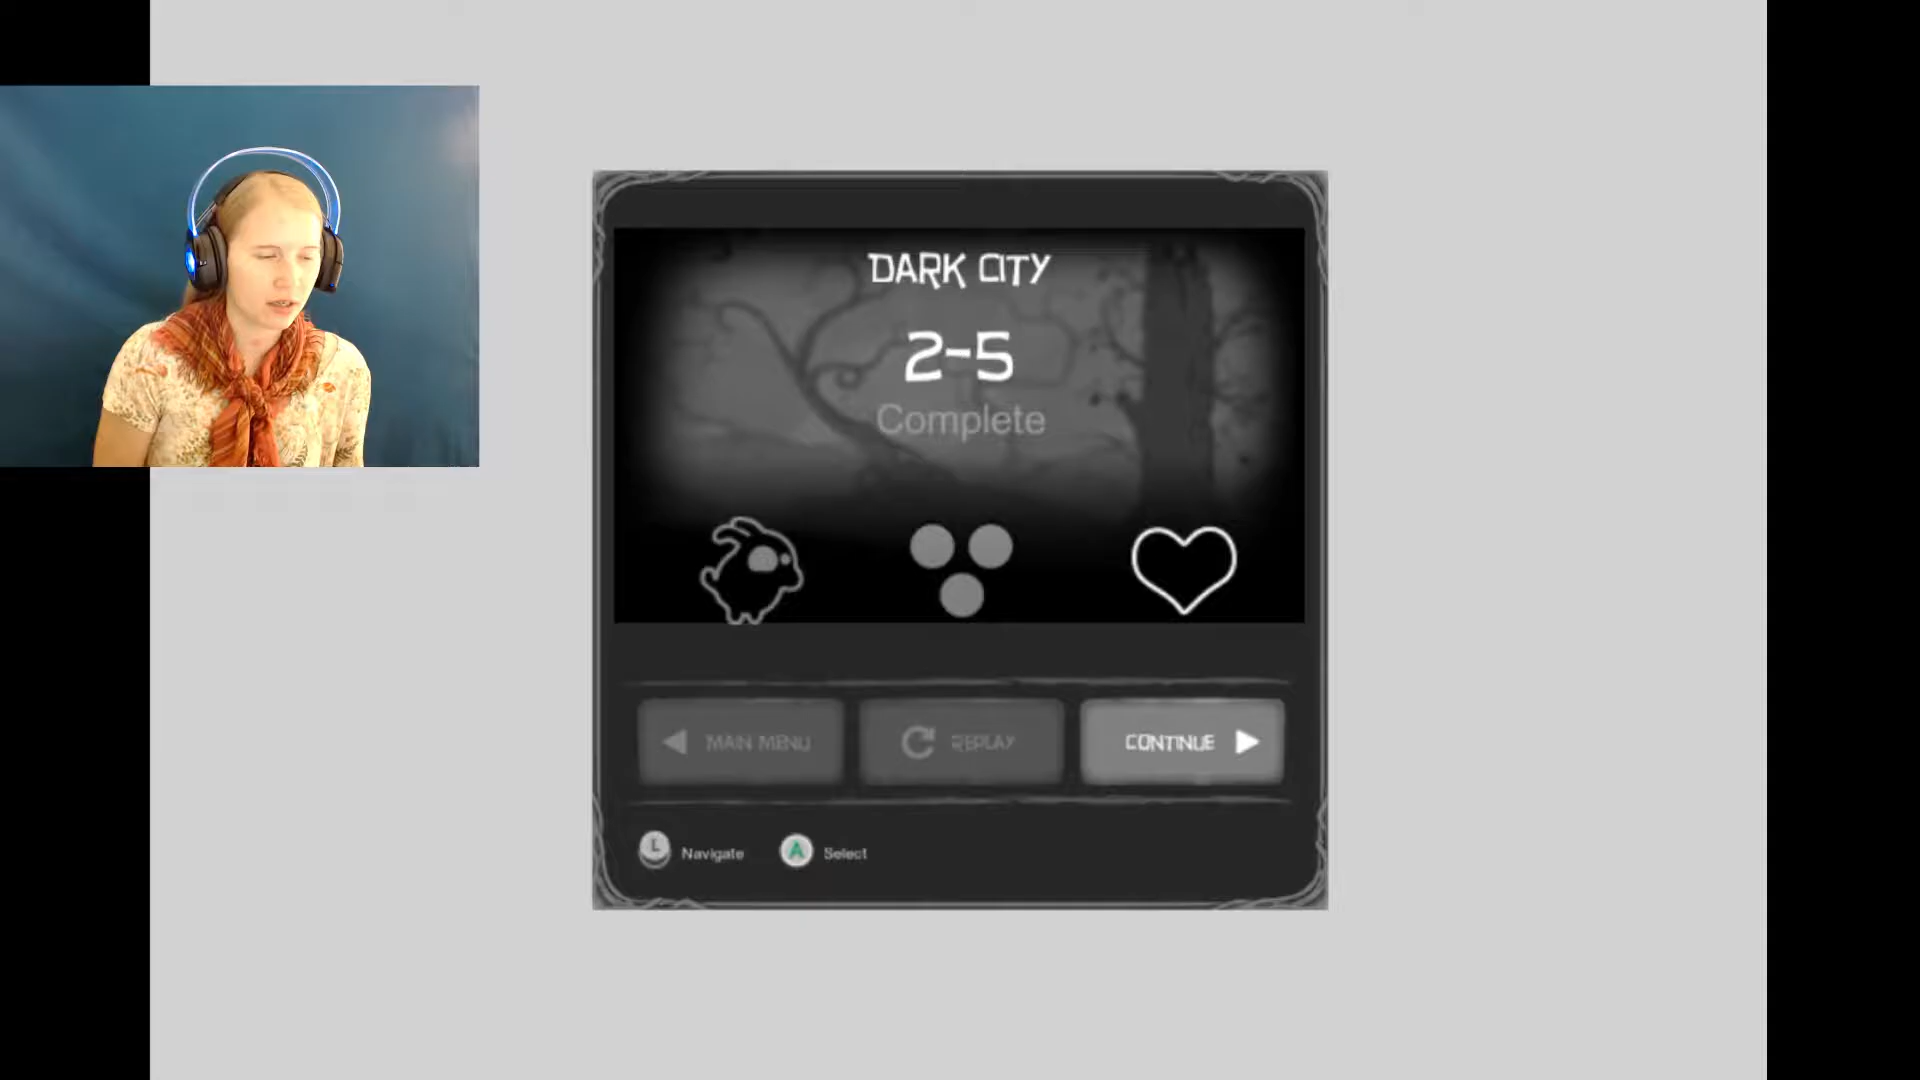 DARK CITY
2-5
Complete
MAIN MENU
REPLAY
CONTINUE
L Navigate
A Select